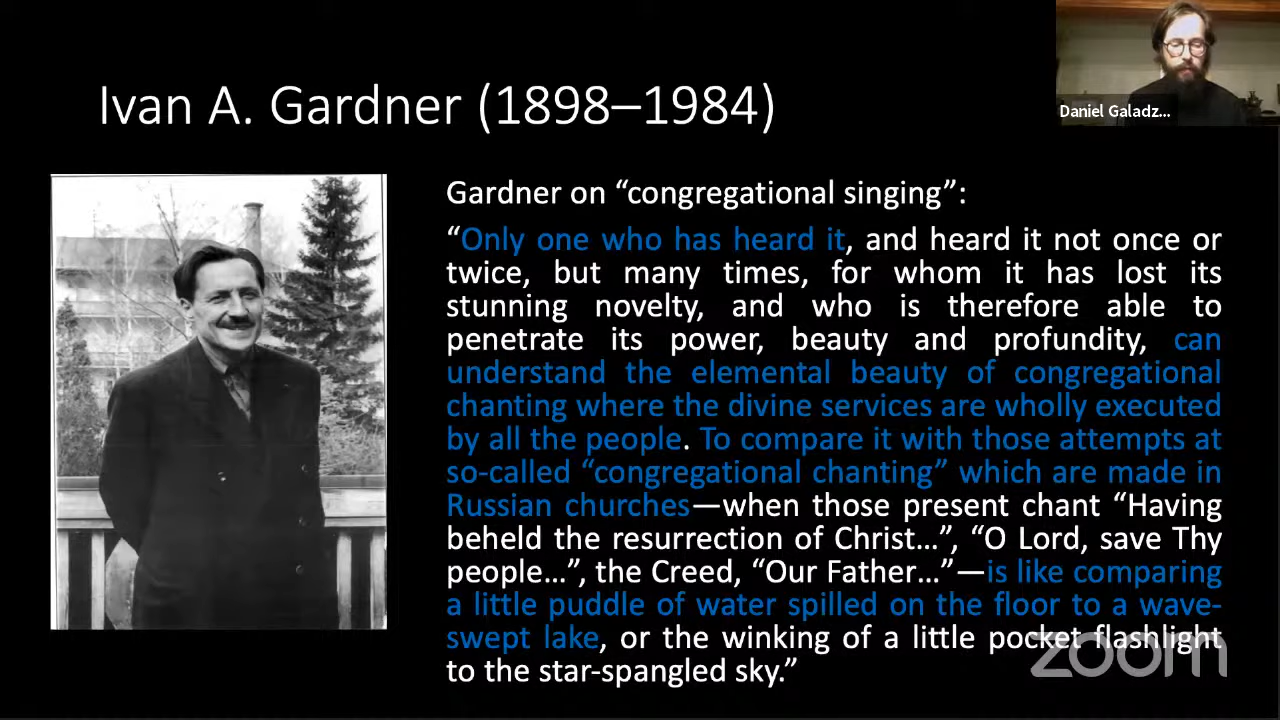 Ivan A. Gardner (1898–1984)
Daniel Galadz...
Gardner on “congregational singing”:
“Only one who has heard it, and heard it not once or
twice, but many times, for whom it has lost its
stunning novelty, and who is therefore able to
penetrate its power, beauty and profundity, can
understand the elemental beauty of congregational
chanting where the divine services are wholly executed
by all the people. To compare it with those attempts at
so-called “congregational chanting” which are made in
Russian churches—when those present chant “Having
beheld the resurrection of Christ…”, “O Lord, save Thy
people…”, the Creed, “Our Father…”—is like comparing
a little puddle of water spilled on the floor to a wave-
swept lake, or the winking of a little pocket flashlight
to the star-spangled sky.”
zoom